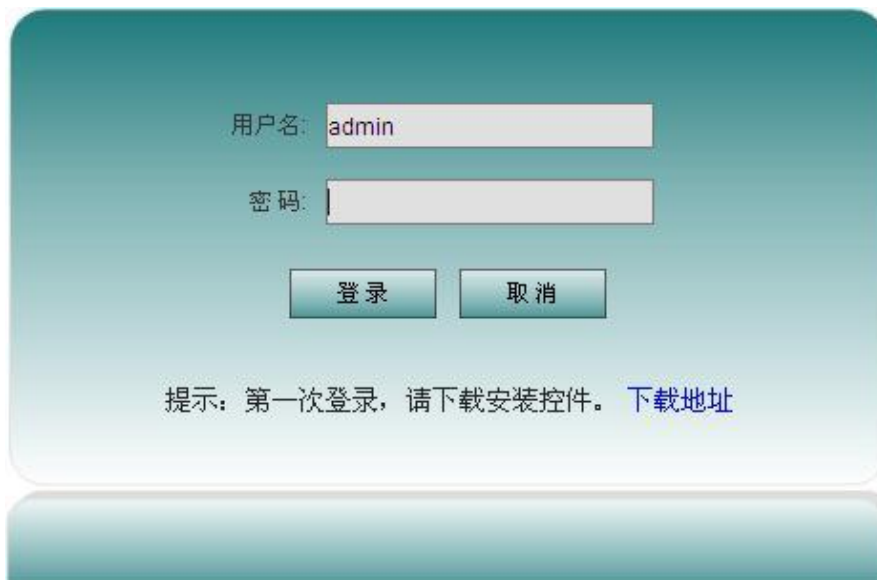 用户名: admin
密 码:
登 录 取 消
提示：第一次登录，请下载安装控件。 下载地址